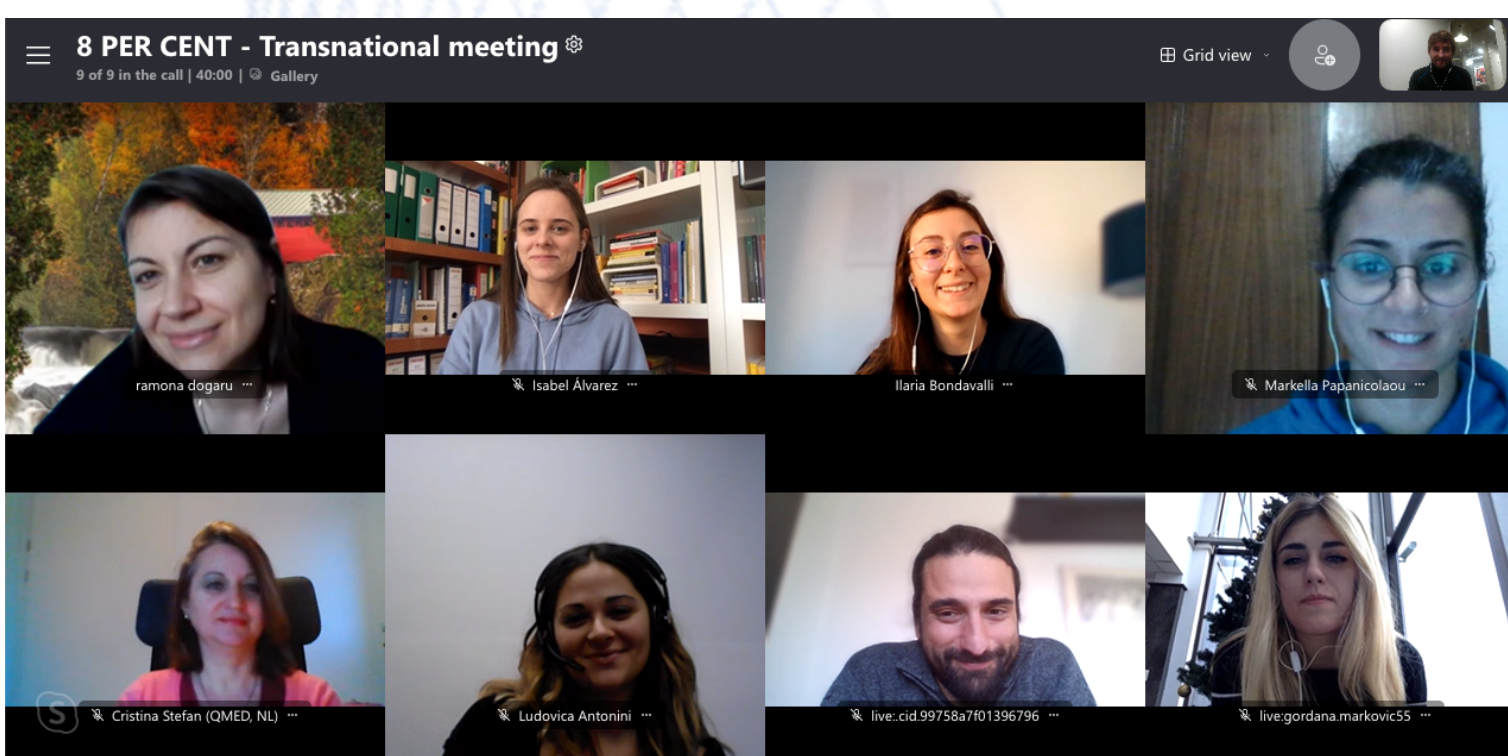 8 PER CENT - Transnational meeting
9 of 9 in the call | 40:00 | Gallery
Grid view
ramona dogaru
Isabel Álvarez
Ilaria Bondavalli
Markella Papanicolaou
Cristina Stefan (QMED, NL)
Ludovica Antonini
live:.cid.99758a7f01396796
live:gordana.markovic55
S